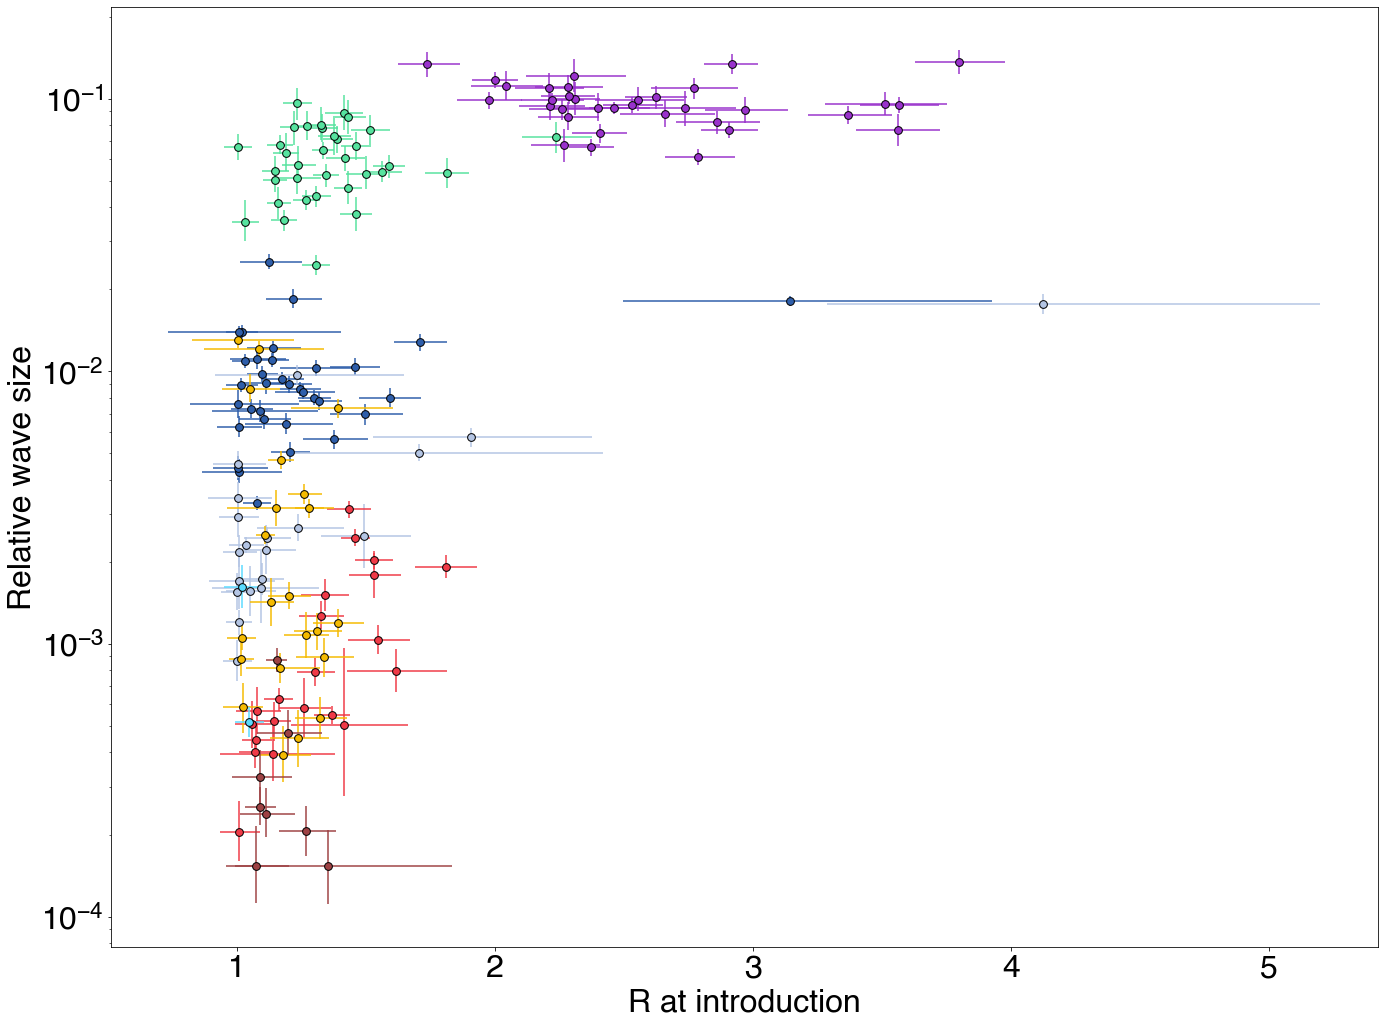 10⁻¹
10⁻²
10⁻³
10⁻⁴
Relative wave size
1 2 3 4 5
R at introduction